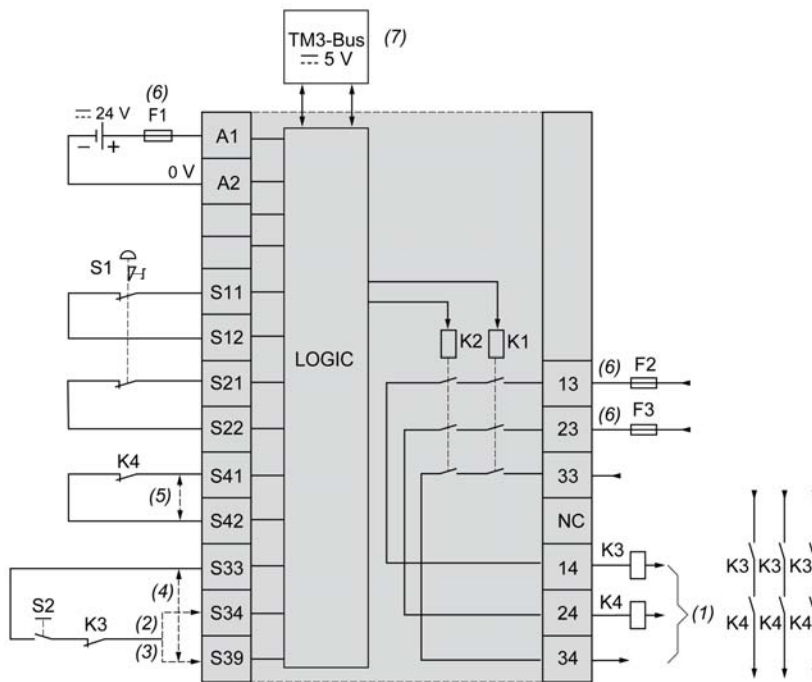 TM3-Bus (7)
5 V
(6)
24 V F1
− +
A1
0 V A2
S1
S11
S12
S21
S22
K4
S41
(5)
S42
S33
(4)
S2
K3
(2)
S34
(3)
S39
LOGIC
K2 K1
13 (6) F2
23 (6) F3
33
NC
14 K3
24 K4
34
(1)
K3 K3 K3
K4 K4 K4